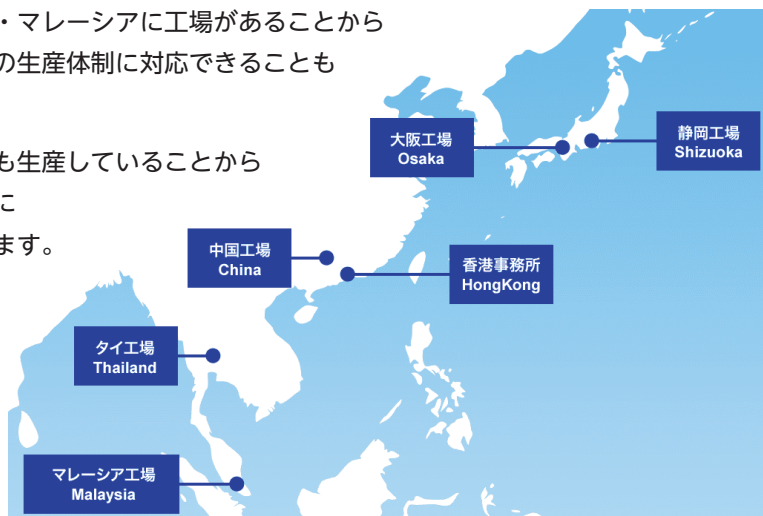 ・マレーシアに工場があることから
の生産体制に対応できることも
も生産していることから
に
ます。
大阪工場
Osaka
静岡工場
Shizuoka
中国工場
China
香港事務所
HongKong
タイ工場
Thailand
マレーシア工場
Malaysia